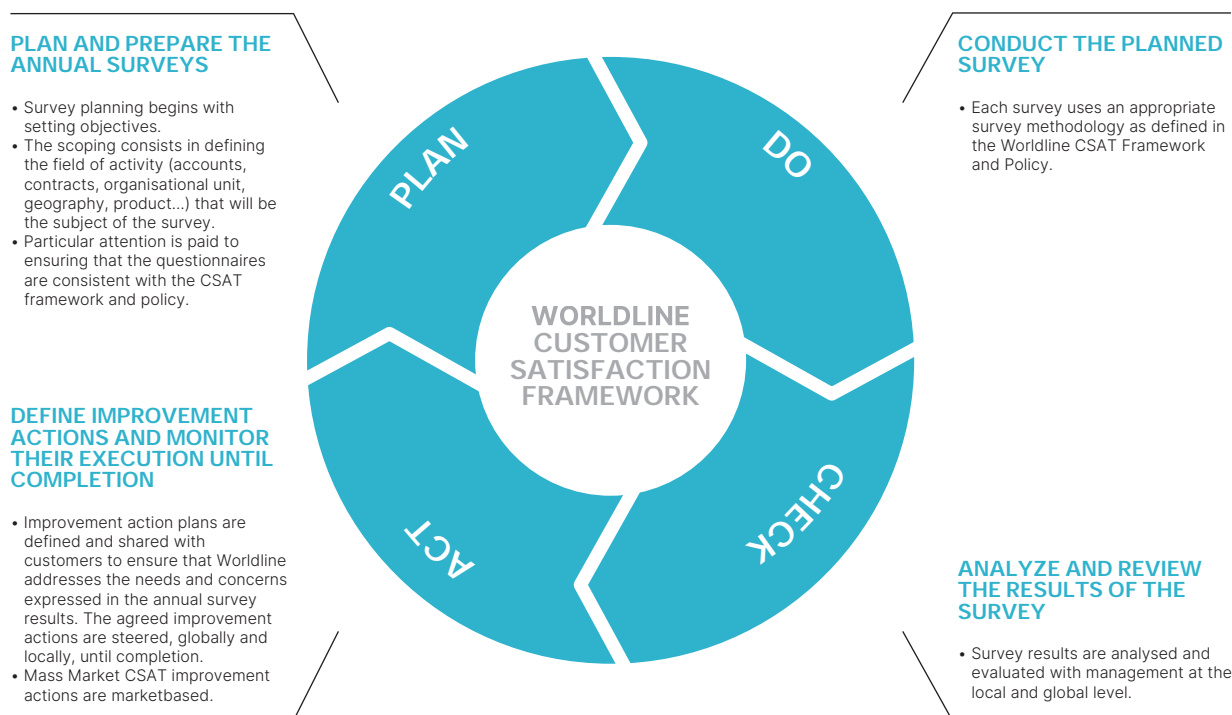 PLAN AND PREPARE THE
ANNUAL SURVEYS
• Survey planning begins with
setting objectives.
• The scoping consists in defining
the field of activity (accounts,
contracts, organisational unit,
geography, product...) that will be
the subject of the survey.
• Particular attention is paid to
ensuring that the questionnaires
are consistent with the CSAT
framework and policy.
PLAN
DO
CONDUCT THE PLANNED
SURVEY
• Each survey uses an appropriate
survey methodology as defined in
the Worldline CSAT Framework
and Policy.
WORLDLINE
CUSTOMER
SATISFACTION
FRAMEWORK
DEFINE IMPROVEMENT
ACTIONS AND MONITOR
THEIR EXECUTION UNTIL
COMPLETION
• Improvement action plans are
defined and shared with
customers to ensure that Worldline
addresses the needs and concerns
expressed in the annual survey
results. The agreed improvement
actions are steered, globally and
locally, until completion.
• Mass Market CSAT improvement
actions are marketbased.
ACT
CHECK
ANALYZE AND REVIEW
THE RESULTS OF THE
SURVEY
• Survey results are analysed and
evaluated with management at the
local and global level.